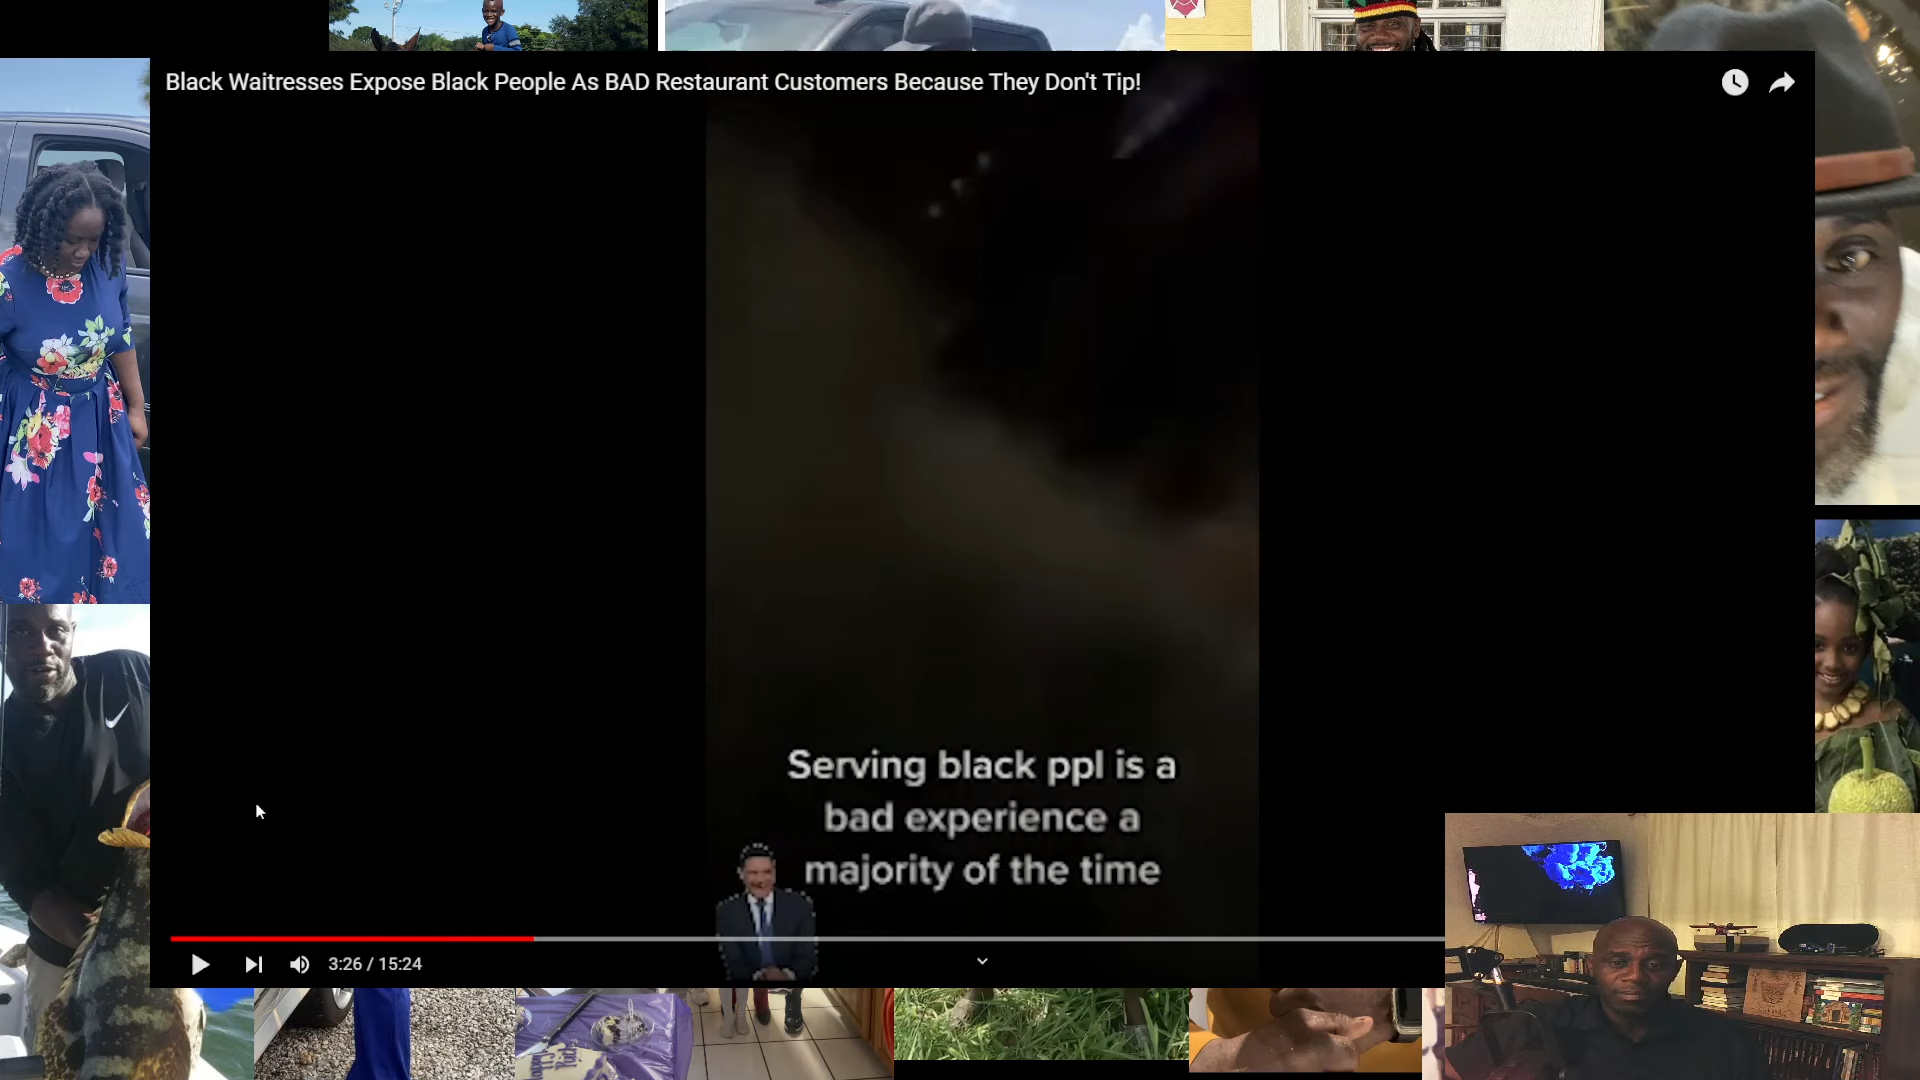 Black Waitresses Expose Black People As BAD Restaurant Customers Because They Don't Tip!
Serving black ppl is a
bad experience a
majority of the time
3:26 / 15:24